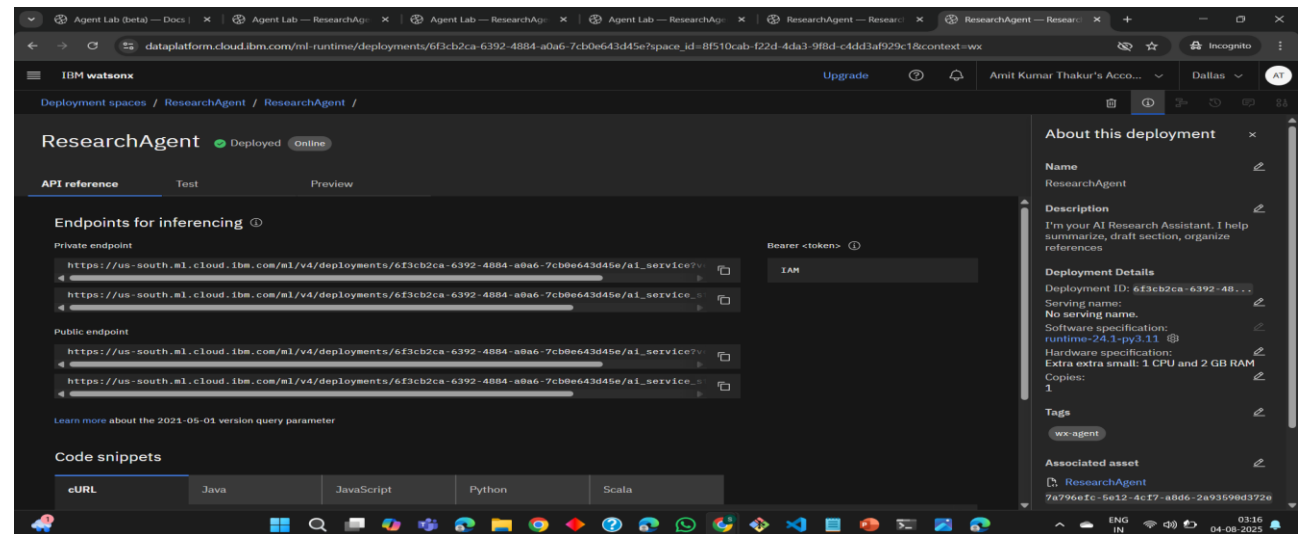 Agent Lab (beta) — Docs |
Agent Lab — ResearchAge
Agent Lab — ResearchAge
Agent Lab — ResearchAge
ResearchAgent — Researc
ResearchAgent — Researc
dataplatform.cloud.ibm.com/ml-runtime/deployments/6f3cb2ca-6392-4884-a0a6-7cb0e643d45e?space_id=8f510cab-f22d-4da3-9f8d-c4dd3af929c1&context=wx
Incognito
IBM watsonx
Upgrade
Amit Kumar Thakur's Acco...
Dallas
AT
Deployment spaces / ResearchAgent / ResearchAgent /
ResearchAgent
Deployed
Online
API reference
Test
Preview
Endpoints for inferencing
Private endpoint
https://us-south.ml.cloud.ibm.com/ml/v4/deployments/6f3cb2ca-6392-4884-a0a6-7cb0e643d45e/ai_service?v
https://us-south.ml.cloud.ibm.com/ml/v4/deployments/6f3cb2ca-6392-4884-a0a6-7cb0e643d45e/ai_service_s
Public endpoint
https://us-south.ml.cloud.ibm.com/ml/v4/deployments/6f3cb2ca-6392-4884-a0a6-7cb0e643d45e/ai_service?v
https://us-south.ml.cloud.ibm.com/ml/v4/deployments/6f3cb2ca-6392-4884-a0a6-7cb0e643d45e/ai_service_s
Bearer <token>
IAM
Learn more about the 2021-05-01 version query parameter
Code snippets
cURL
Java
JavaScript
Python
Scala
About this deployment
Name
ResearchAgent
Description
I'm your AI Research Assistant. I help
summarize, draft section, organize
references
Deployment Details
Deployment ID: 6f3cb2ca-6392-48...
Serving name:
No serving name.
Software specification:
runtime-24.1-py3.11
Hardware specification:
Extra extra small: 1 CPU and 2 GB RAM
Copies:
1
Tags
wx-agent
Associated asset
ResearchAgent
7a796efc-5e12-4cf7-a8d6-2a93590d372e
ENG
IN
03:16
04-08-2025